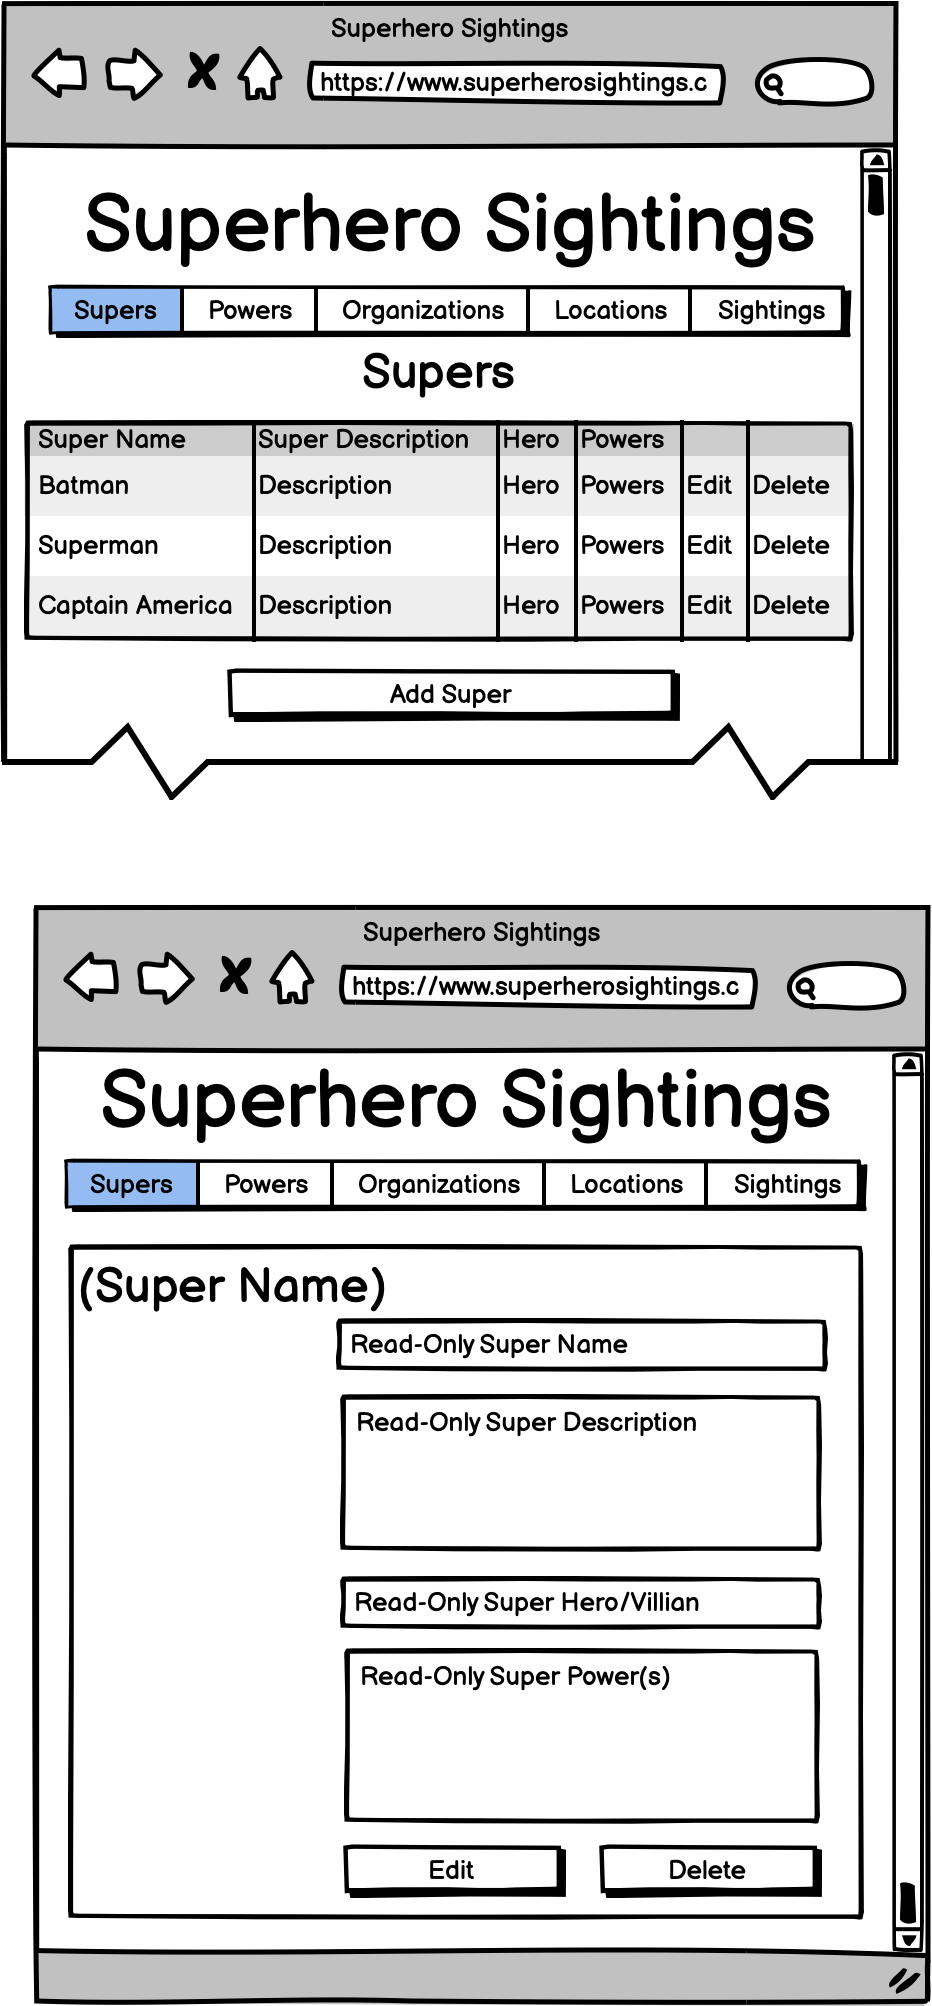 Superhero Sightings
https://www.superherosightings.c
Superhero Sightings
Supers Powers Organizations Locations Sightings
Supers
Super Name Super Description Hero Powers
Batman Description Hero Powers Edit Delete
Superman Description Hero Powers Edit Delete
Captain America Description Hero Powers Edit Delete
Add Super
Superhero Sightings
https://www.superherosightings.c
Superhero Sightings
Supers Powers Organizations Locations Sightings
(Super Name)
Read-Only Super Name
Read-Only Super Description
Read-Only Super Hero/Villian
Read-Only Super Power(s)
Edit Delete